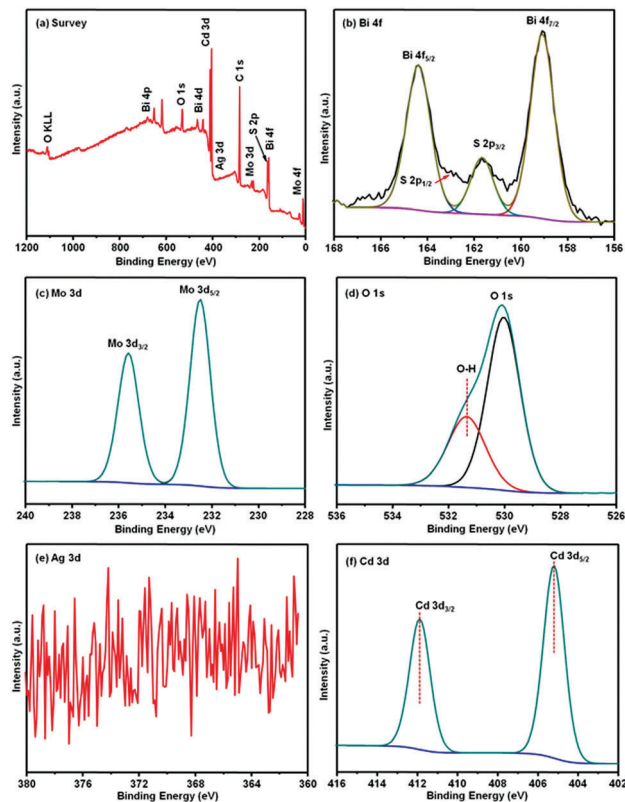 (a) Survey
O KLL
Bi 4p
O 1s
Bi 4d
Cd 3d
Ag 3d
C 1s
Mo 3d
S 2p
Bi 4f
Mo 4f
Intensity (a.u.)
1200 1000 800 600 400 200 0
Binding Energy (eV)
(b) Bi 4f
Bi 4f5/2
Bi 4f7/2
S 2p3/2
S 2p1/2
Intensity (a.u.)
168 166 164 162 160 158 156
Binding Energy (eV)
(c) Mo 3d
Mo 3d5/2
Mo 3d3/2
Intensity (a.u.)
240 238 236 234 232 230 228
Binding Energy (eV)
(d) O 1s
O 1s
O-H
Intensity (a.u.)
536 534 532 530 528 526
Binding Energy (eV)
(e) Ag 3d
Intensity (a.u.)
380 376 372 368 364 360
Binding Energy (eV)
(f) Cd 3d
Cd 3d5/2
Cd 3d3/2
Intensity (a.u.)
416 414 412 410 408 406 404 402
Binding Energy (eV)